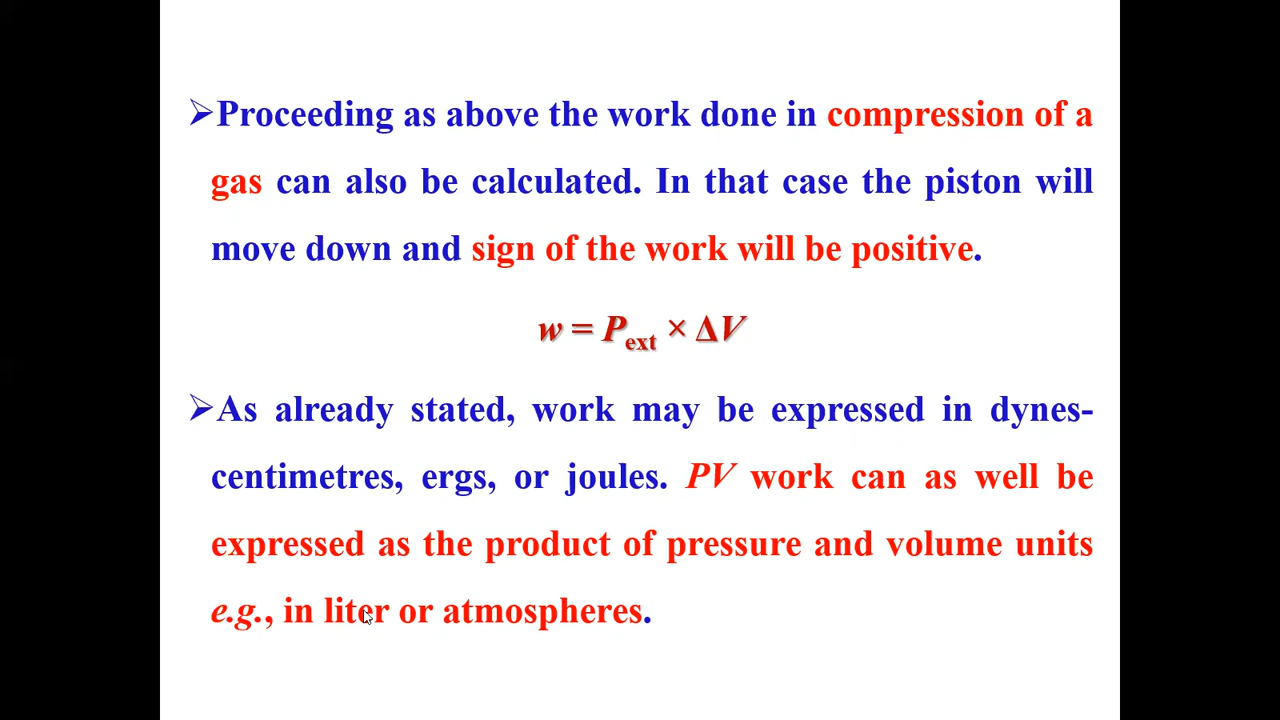 ➢Proceeding as above the work done in compression of a
gas can also be calculated. In that case the piston will
move down and sign of the work will be positive.
w = Pext × ΔV
➢As already stated, work may be expressed in dynes-
centimetres, ergs, or joules. PV work can as well be
expressed as the product of pressure and volume units
e.g., in liter or atmospheres.